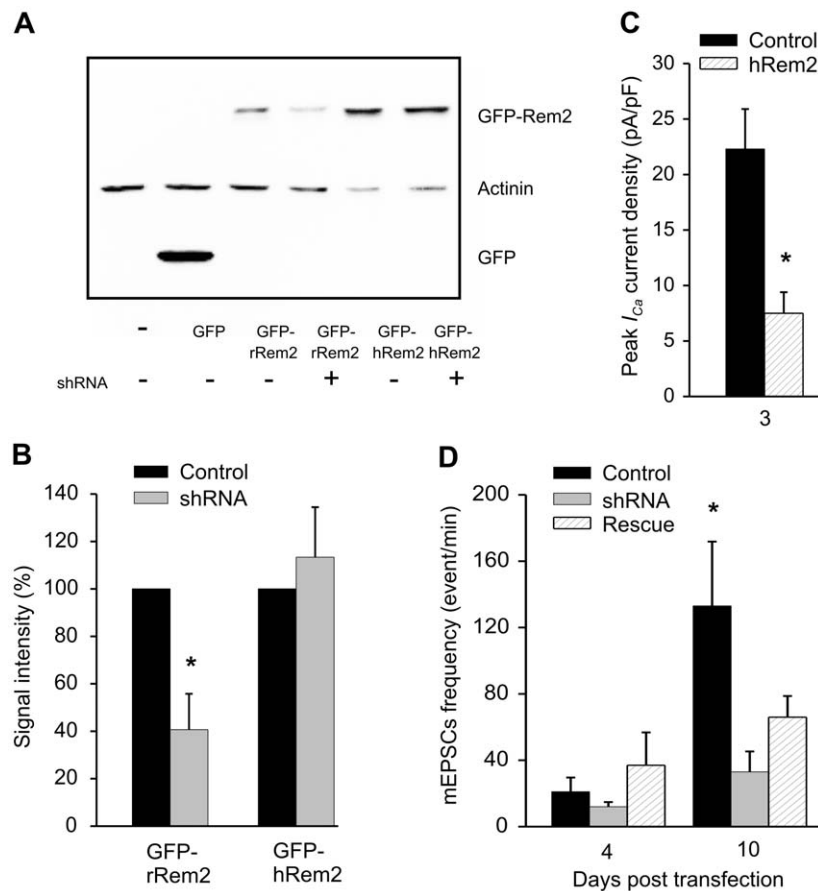 A
GFP-Rem2
Actinin
GFP
- GFP GFP- GFP- GFP- GFP-
rRem2 rRem2 hRem2 hRem2
shRNA - - - + - +
B
Control
shRNA
Signal intensity (%)
140
120
100
80
60
40
20
0
*
GFP- GFP-
rRem2 hRem2
C
Control
hRem2
Peak ICa current density (pA/pF)
30
25
20
15
10
5
0
*
3
D
Control
shRNA
Rescue
mEPSCs frequency (event/min)
200
160
120
80
40
0
*
4 10
Days post transfection